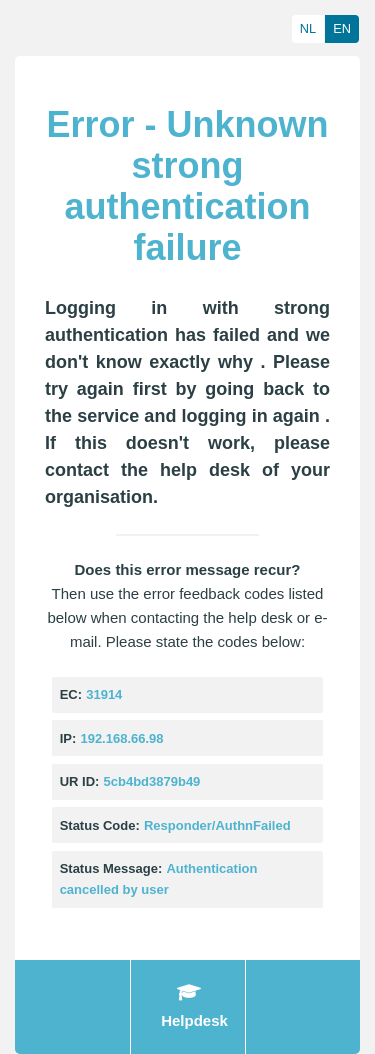 NL EN
Error - Unknown
strong
authentication
failure
Logging in with strong
authentication has failed and we
don't know exactly why . Please
try again first by going back to
the service and logging in again .
If this doesn't work, please
contact the help desk of your
organisation.
Does this error message recur?
Then use the error feedback codes listed
below when contacting the help desk or e-
mail. Please state the codes below:
EC: 31914
IP: 192.168.66.98
UR ID: 5cb4bd3879b49
Status Code: Responder/AuthnFailed
Status Message: Authentication
cancelled by user
Helpdesk